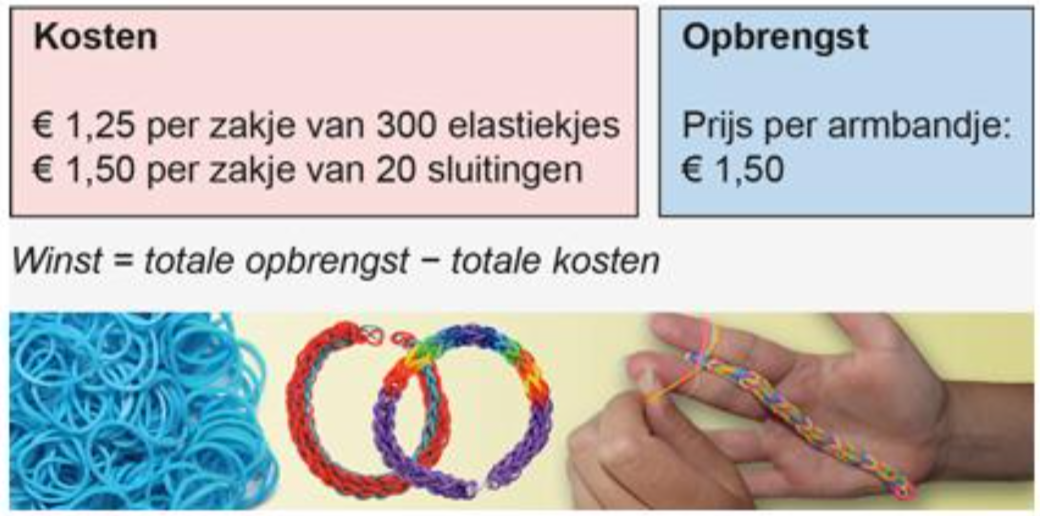 Kosten
€ 1,25 per zakje van 300 elastiekjes
€ 1,50 per zakje van 20 sluitingen
Opbrengst
Prijs per armbandje:
€ 1,50
Winst = totale opbrengst − totale kosten